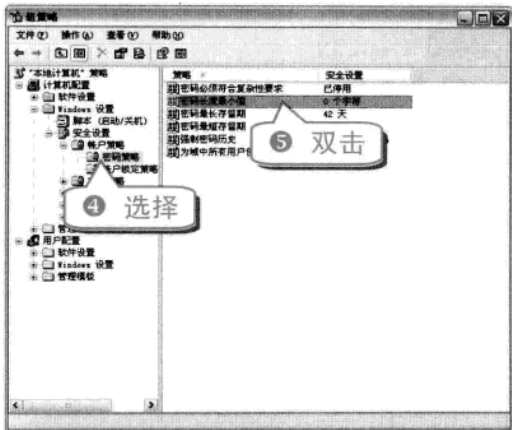 组策略
文件(F) 操作(A) 查看(V) 帮助(H)
"本地计算机" 策略
计算机配置
软件设置
Windows 设置
脚本 (启动/关机)
安全设置
帐户策略
密码策略
帐户锁定策略
用户配置
软件设置
Windows 设置
管理模板
策略 安全设置
密码必须符合复杂性要求 已停用
密码长度最小值 0 个字符
密码最长存留期 42 天
密码最短存留期
强制密码历史
为域中所有用户
❹ 选择
❺ 双击